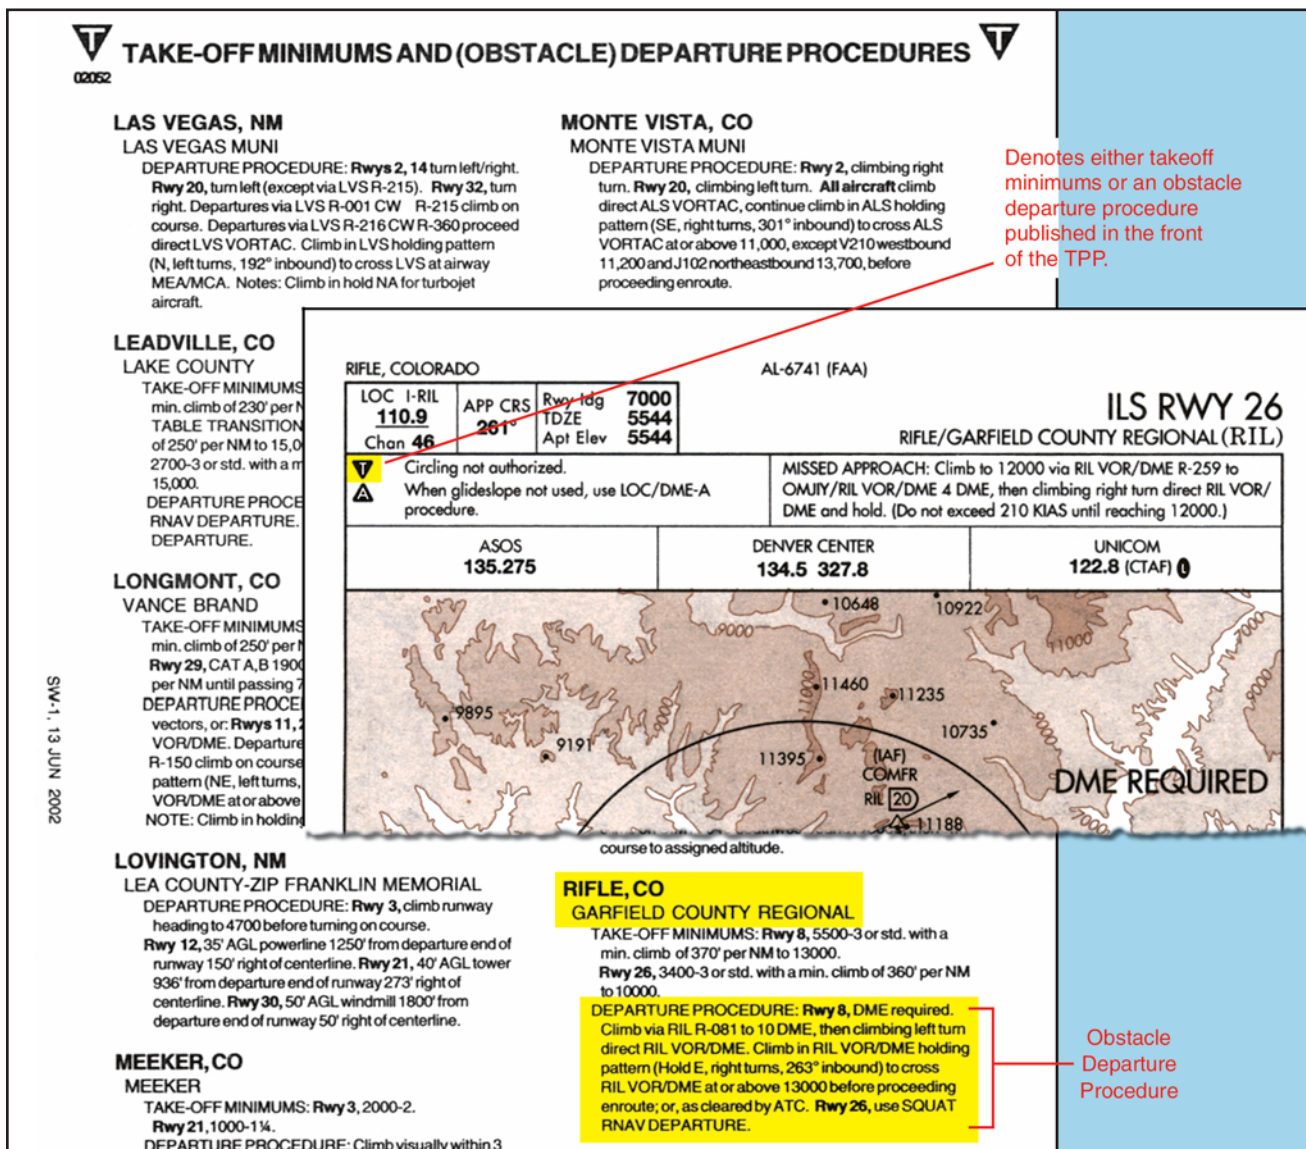 T TAKE-OFF MINIMUMS AND (OBSTACLE) DEPARTURE PROCEDURES T
02052
LAS VEGAS, NM
LAS VEGAS MUNI
DEPARTURE PROCEDURE: Rwys 2, 14 turn left/right.
Rwy 20, turn left (except via LVS R-215). Rwy 32, turn
right. Departures via LVS R-001 CW R-215 climb on
course. Departures via LVS R-216 CW R-360 proceed
direct LVS VORTAC. Climb in LVS holding pattern
(N, left turns, 192° inbound) to cross LVS at airway
MEA/MCA. Notes: Climb in hold NA for turbojet
aircraft.
LEADVILLE, CO
LAKE COUNTY
TAKE-OFF MINIMUMS
min. climb of 230' per N
TABLE TRANSITION
of 250' per NM to 15,0
2700-3 or std. with a m
15,000.
DEPARTURE PROCE
RNAV DEPARTURE.
DEPARTURE.
LONGMONT, CO
VANCE BRAND
TAKE-OFF MINIMUMS
min. climb of 250' per
Rwy 29, CAT A,B 1900
per NM until passing 7
DEPARTURE PROCE
vectors, or: Rwys 11, 2
VOR/DME. Departure
R-150 climb on course
pattern (NE, left turns,
VOR/DME at or above
NOTE: Climb in holding
LOVINGTON, NM
LEA COUNTY-ZIP FRANKLIN MEMORIAL
DEPARTURE PROCEDURE: Rwy 3, climb runway
heading to 4700 before turning on course.
Rwy 12, 35' AGL powerline 1250' from departure end of
runway 150' right of centerline. Rwy 21, 40' AGL tower
936' from departure end of runway 273' right of
centerline. Rwy 30, 50' AGL windmill 1800' from
departure end of runway 50' right of centerline.
MEEKER, CO
MEEKER
TAKE-OFF MINIMUMS: Rwy 3, 2000-2.
Rwy 21, 1000-1¼.
DEPARTURE PROCEDURE: Climb visually within 3
SW-1, 13 JUN 2002
MONTE VISTA, CO
MONTE VISTA MUNI
DEPARTURE PROCEDURE: Rwy 2, climbing right
turn. Rwy 20, climbing left turn. All aircraft climb
direct ALS VORTAC, continue climb in ALS holding
pattern (SE, right turns, 301° inbound) to cross ALS
VORTAC at or above 11,000, except V210 westbound
11,200 and J102 northeastbound 13,700, before
proceeding enroute.
Denotes either takeoff
minimums or an obstacle
departure procedure
published in the front
of the TPP.
RIFLE, COLORADO
AL-6741 (FAA)
LOC I-RIL
110.9
Chan 46
APP CRS
261°
Rwy ldg 7000
TDZE 5544
Apt Elev 5544
ILS RWY 26
RIFLE/GARFIELD COUNTY REGIONAL (RIL)
T Circling not authorized.
A When glideslope not used, use LOC/DME-A
procedure.
MISSED APPROACH: Climb to 12000 via RIL VOR/DME R-259 to
OMJIY/RIL VOR/DME 4 DME, then climbing right turn direct RIL VOR/
DME and hold. (Do not exceed 210 KIAS until reaching 12000.)
ASOS
135.275
DENVER CENTER
134.5 327.8
UNICOM
122.8 (CTAF) L
10648
10922
9000
11000
7000
11460
11000
11235
9895
10735
9191
11395
(IAF)
COMFR
RIL 20
DME REQUIRED
11188
course to assigned altitude.
RIFLE, CO
GARFIELD COUNTY REGIONAL
TAKE-OFF MINIMUMS: Rwy 8, 5500-3 or std. with a
min. climb of 370' per NM to 13000.
Rwy 26, 3400-3 or std. with a min. climb of 360' per NM
to 10000.
DEPARTURE PROCEDURE: Rwy 8, DME required.
Climb via RIL R-081 to 10 DME, then climbing left turn
direct RIL VOR/DME. Climb in RIL VOR/DME holding
pattern (Hold E, right turns, 263° inbound) to cross
RIL VOR/DME at or above 13000 before proceeding
enroute; or, as cleared by ATC. Rwy 26, use SQUAT
RNAV DEPARTURE.
Obstacle
Departure
Procedure